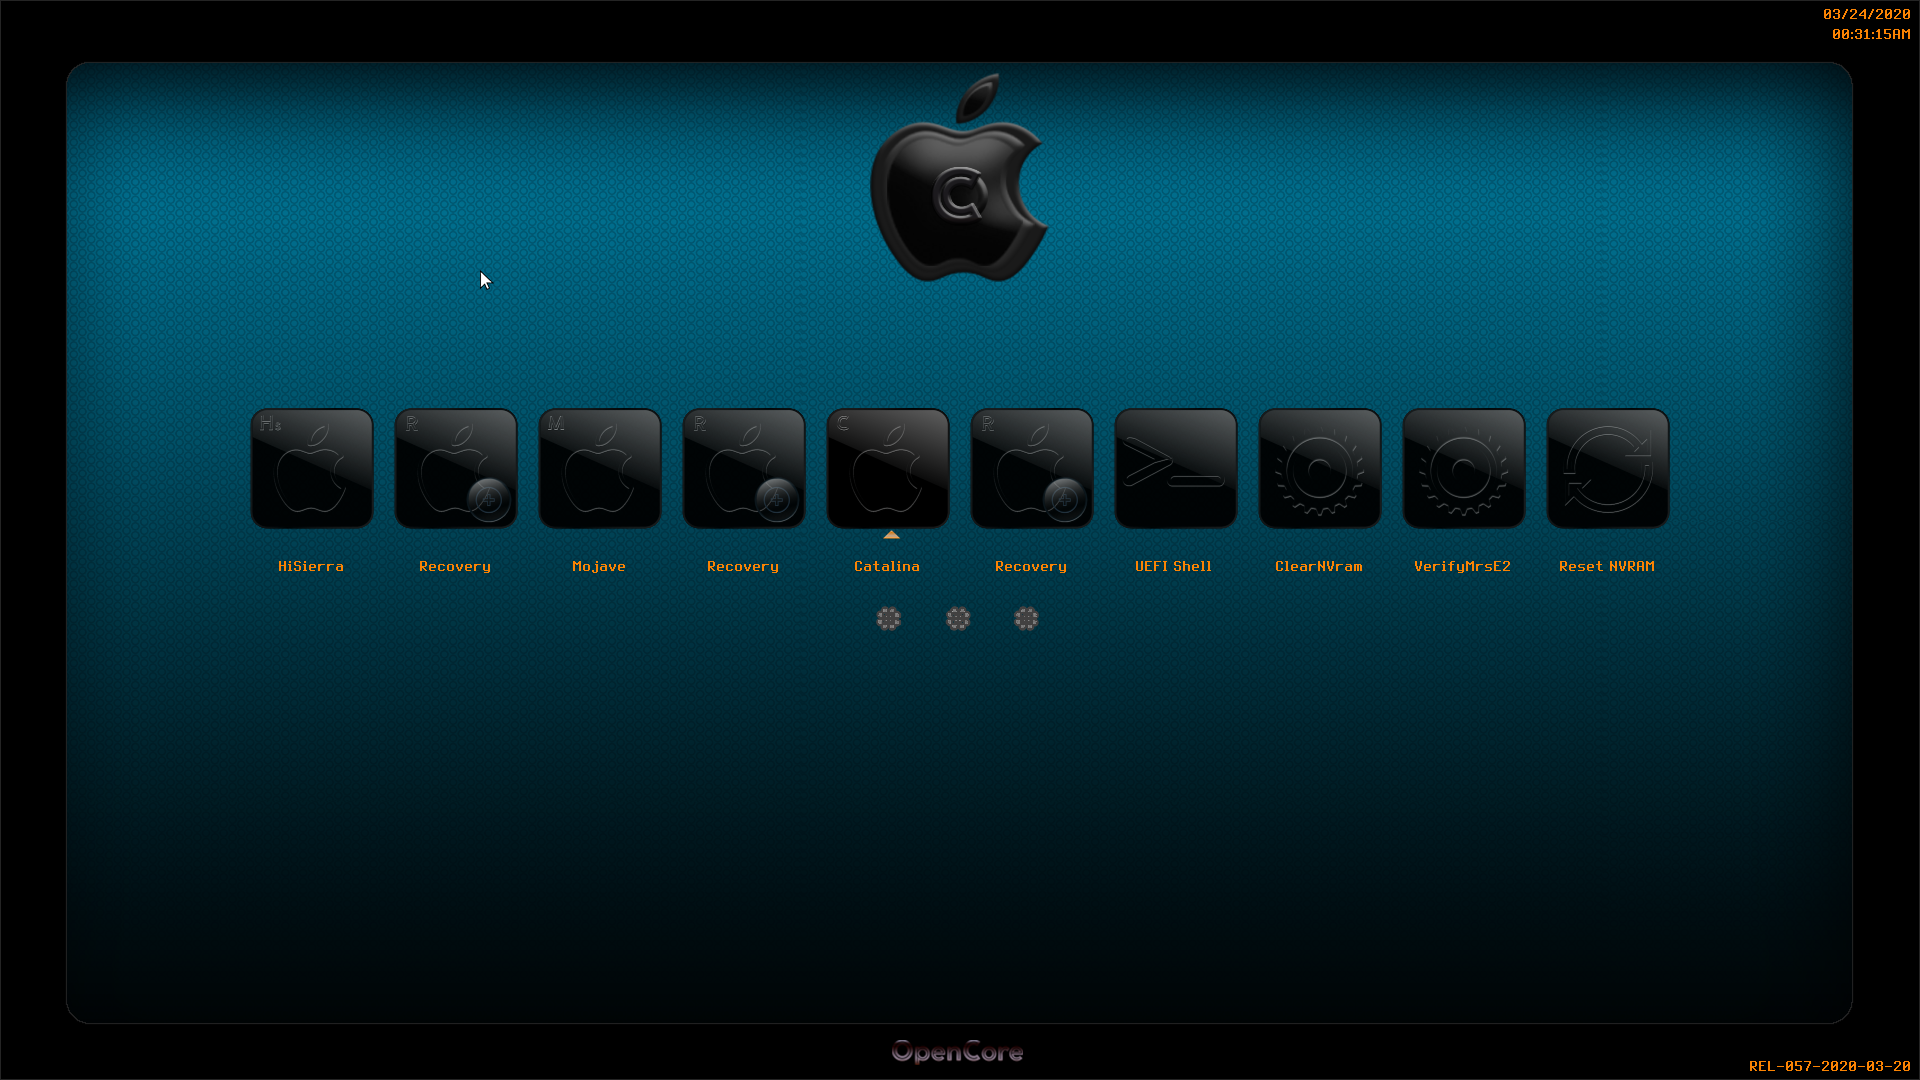 03/24/2020
00:31:15AM
C
Hs
R
M
R
C
R
HiSierra
Recovery
Mojave
Recovery
Catalina
Recovery
UEFI Shell
ClearNVram
VerifyMrsE2
Reset NVRAM
OpenCore
REL-057-2020-03-20